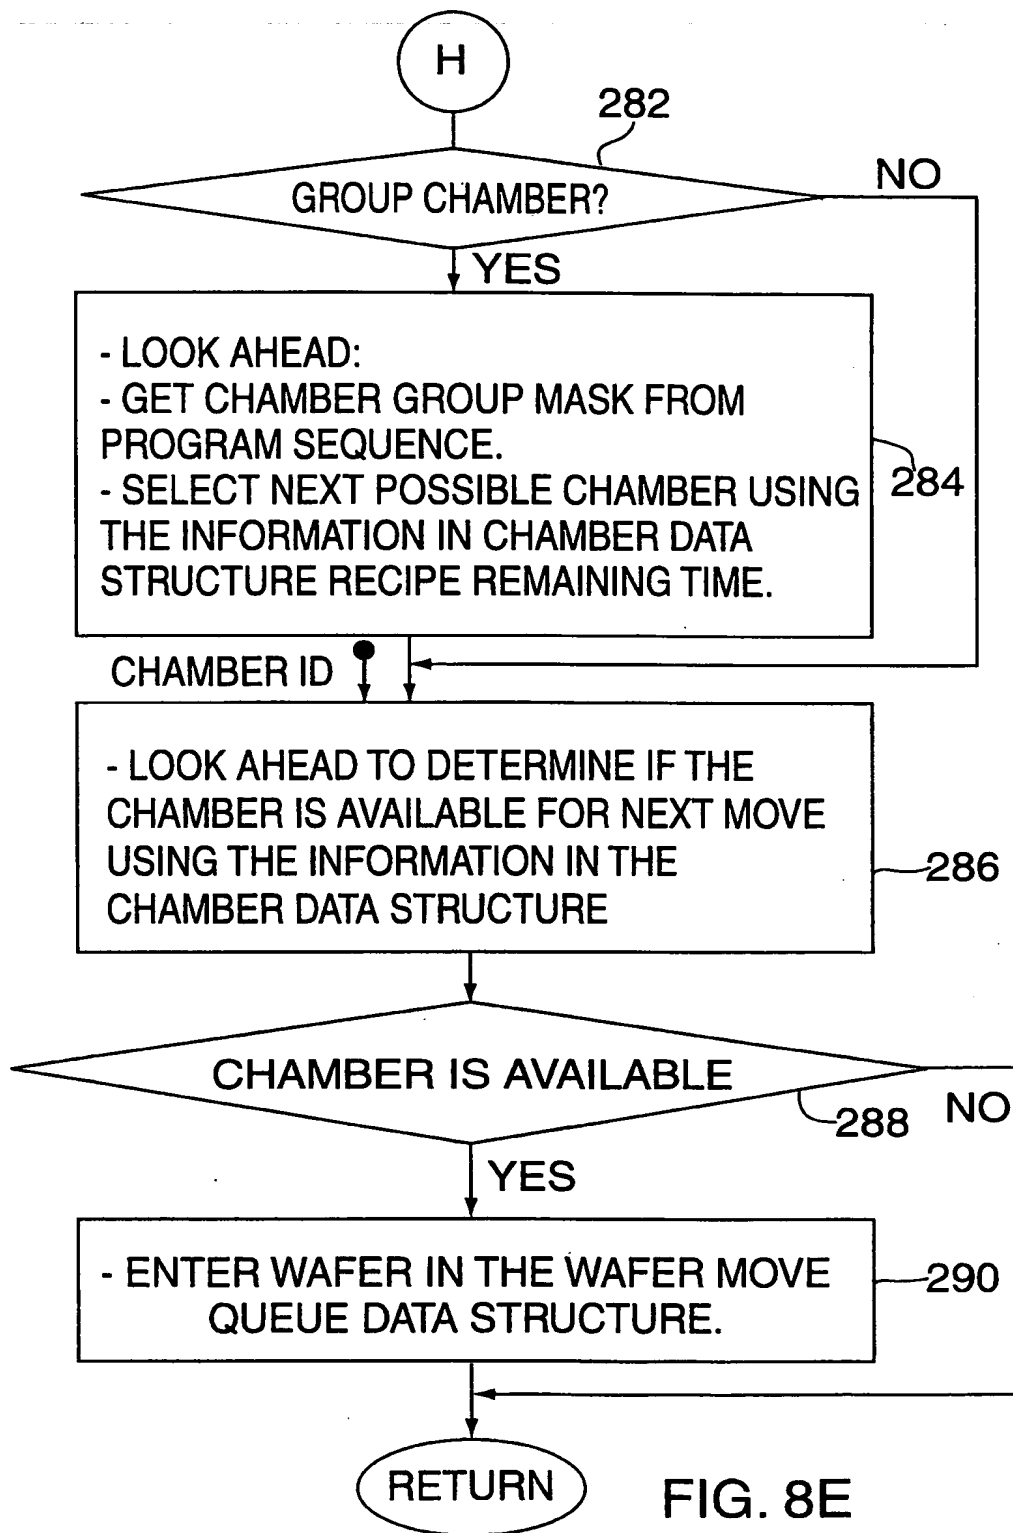 H
282
GROUP CHAMBER?
NO
YES
- LOOK AHEAD:
- GET CHAMBER GROUP MASK FROM
PROGRAM SEQUENCE.
- SELECT NEXT POSSIBLE CHAMBER USING
THE INFORMATION IN CHAMBER DATA
STRUCTURE RECIPE REMAINING TIME.
284
CHAMBER ID
- LOOK AHEAD TO DETERMINE IF THE
CHAMBER IS AVAILABLE FOR NEXT MOVE
USING THE INFORMATION IN THE
CHAMBER DATA STRUCTURE
286
CHAMBER IS AVAILABLE
288
NO
YES
- ENTER WAFER IN THE WAFER MOVE
QUEUE DATA STRUCTURE.
290
RETURN
FIG. 8E